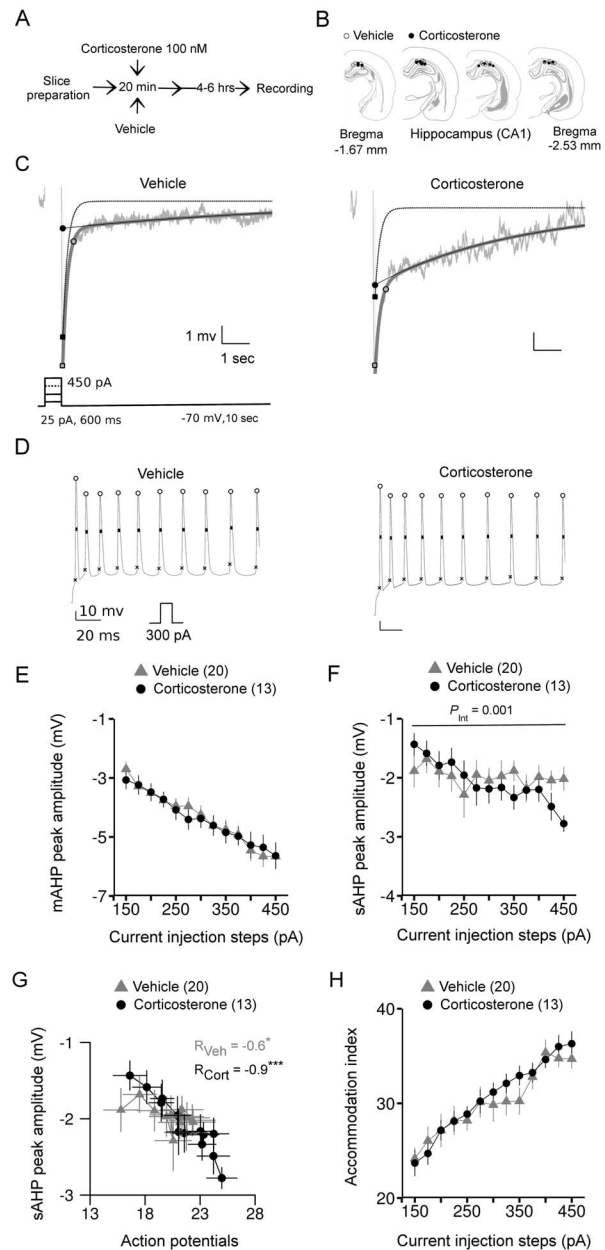 A
Corticosterone 100 nM
Slice preparation
20 min
4-6 hrs
Recording
Vehicle
B
Vehicle
Corticosterone
Bregma -1.67 mm
Hippocampus (CA1)
Bregma -2.53 mm
C
Vehicle
1 mv
1 sec
450 pA
25 pA, 600 ms
-70 mV,10 sec
Corticosterone
D
Vehicle
10 mv
20 ms
300 pA
Corticosterone
E
Vehicle (20)
Corticosterone (13)
mAHP peak amplitude (mV)
-1
-3
-5
-7
150 250 350 450
Current injection steps (pA)
F
Vehicle (20)
Corticosterone (13)
P Int = 0.001
sAHP peak amplitude (mV)
-1
-2
-3
-4
150 250 350 450
Current injection steps (pA)
G
Vehicle (20)
Corticosterone (13)
RVeh = -0.6*
RCort = -0.9***
sAHP peak amplitude (mV)
-1
-2
-3
13 18 23 28
Action potentials
H
Vehicle (20)
Corticosterone (13)
Accommodation index
40
30
20
150 250 350 450
Current injection steps (pA)